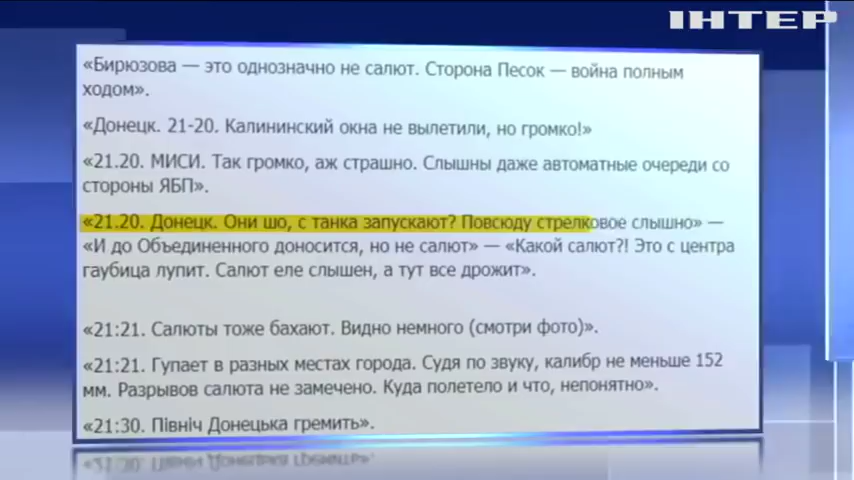 ІНТЕР
«Бирюзова — это однозначно не салют. Сторона Песок — война полным
ходом».
«Донецк. 21-20. Калининский окна не вылетили, но громко!»
«21.20. МИСИ. Так громко, аж страшно. Слышны даже автоматные очереди со
стороны ЯБП».
«21.20. Донецк. Они шо, с танка запускают? Повсюду стрелковое слышно» —
«И до Объединенного доносится, но не салют» — «Какой салют?! Это с центра
гаубица лупит. Салют еле слышен, а тут все дрожит».
«21:21. Салюты тоже бахают. Видно немного (смотри фото)».
«21:21. Гупает в разных местах города. Судя по звуку, калибр не меньше 152
мм. Разрывов салюта не замечено. Куда полетело и что, непонятно».
«21:30. Північ Донецька гремить».